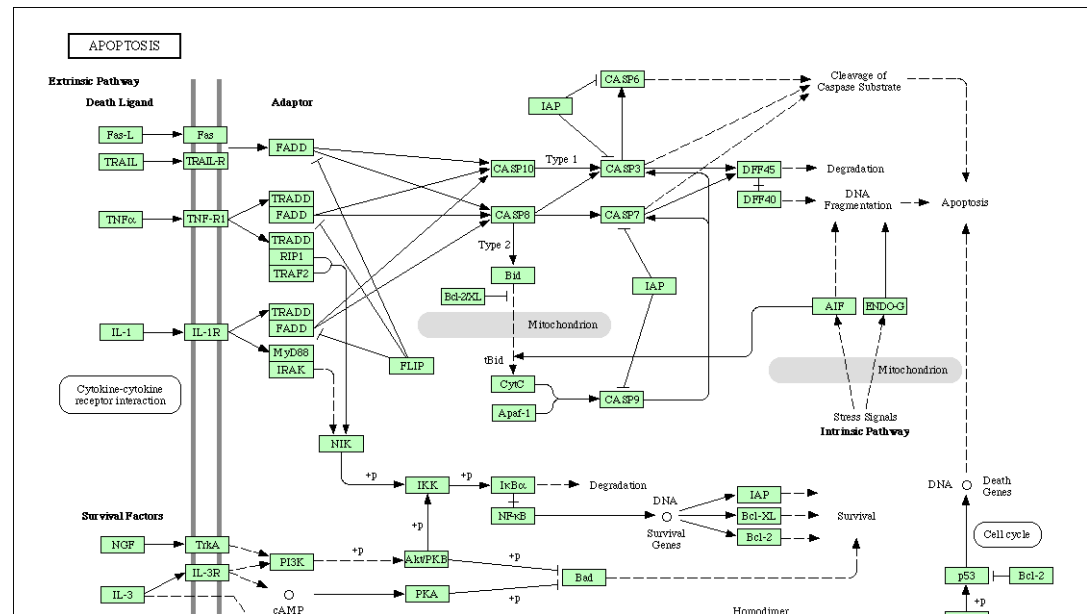 APOPTOSIS
Extrinsic Pathway
Death Ligand
Adaptor
CASP6
Cleavage of
Caspase Substrate
IAP
Fas-L
Fas
FADD
TRAIL
TRAIL-R
CASP10
Type 1
CASP3
DFF45
Degradation
DFF40
DNA
Fragmentation
Apoptosis
TNFα
TNF-R1
TRADD
FADD
CASP8
CASP7
TRADD
RIP1
TRAF2
Type 2
Bid
Bcl-2/XL
IAP
Mitochondrion
AIF
ENDO-G
IL-1
IL-1R
TRADD
FADD
MyD88
IRAK
FLIP
tBid
CytC
Apaf-1
CASP9
Mitochondrion
Stress Signals
Intrinsic Pathway
Cytokine-cytokine
receptor interaction
NIK
+p
IKK
+p
IκBα
Degradation
NF-κB
DNA
Survival
Genes
IAP
Bcl-XL
Bcl-2
Survival
DNA
Death
Genes
Cell cycle
Survival Factors
NGF
TrkA
PI3K
+p
+p
Akt/PKB
+p
Bad
IL-3
IL-3R
cAMP
PKA
+p
p53
Bcl-2
+p
Homodimer